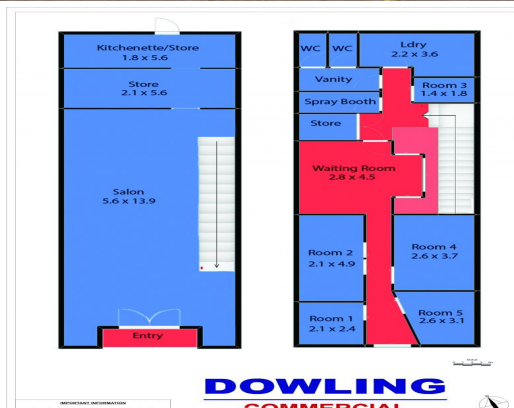 Kitchenette/Store
1.8 x 5.6
Store
2.1 x 5.6
Salon
5.6 x 13.9
Entry
WC
WC
Ldry
2.2 x 3.6
Vanity
Room 3
1.4 x 1.8
Spray Booth
Store
Waiting Room
2.8 x 4.5
Room 2
2.1 x 4.9
Room 4
2.6 x 3.7
Room 1
2.1 x 2.4
Room 5
2.6 x 3.1
DOWLING
COMMERCIAL
IMPORTANT INFORMATION